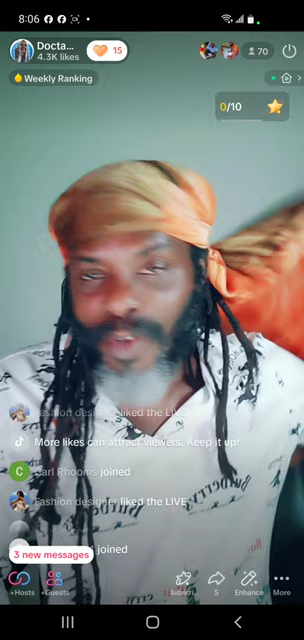 8:06
Docta...
4.3K likes
15
70
Weekly Ranking
0/10
Fashion designer liked the LIVE
More likes can attract viewers. Keep it up!
C
Carl Rhooms joined
Fashion designer liked the LIVE
joined
3 new messages
+Hosts
+Guests
Subscri...
5
Enhance
More